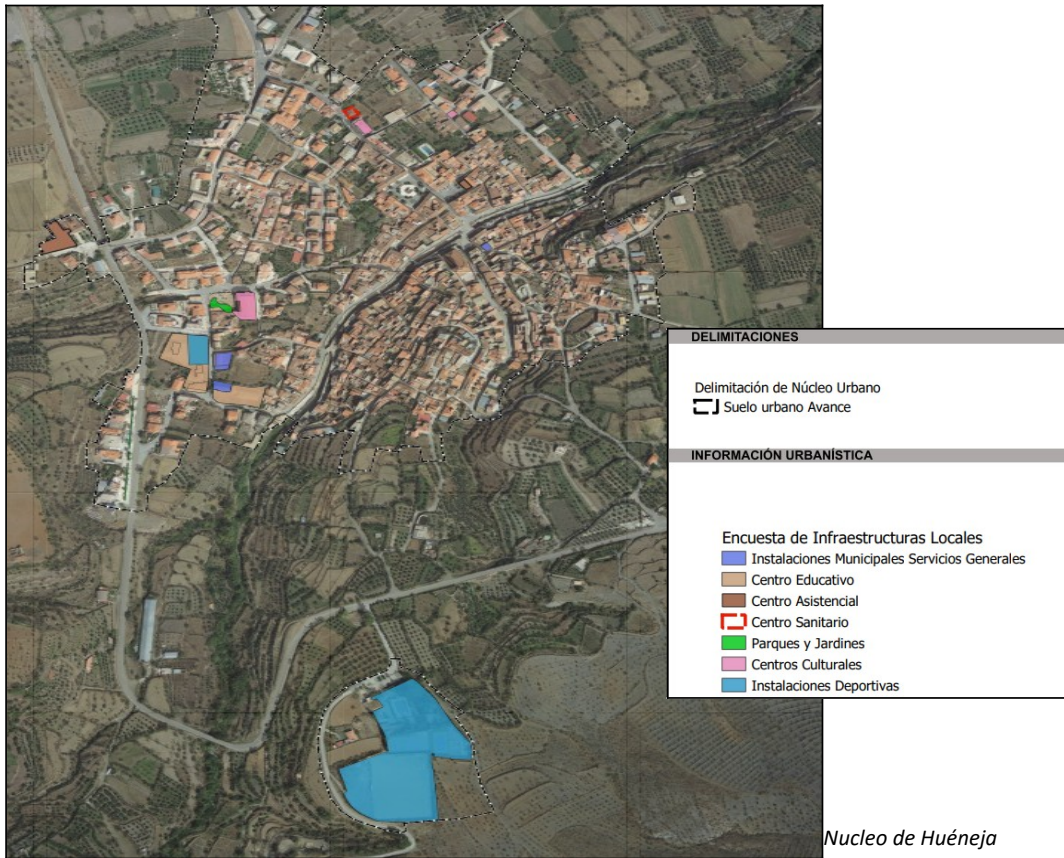 DELIMITACIONES
Delimitación de Núcleo Urbano
Suelo urbano Avance
INFORMACIÓN URBANÍSTICA
Encuesta de Infraestructuras Locales
Instalaciones Municipales Servicios Generales
Centro Educativo
Centro Asistencial
Centro Sanitario
Parques y Jardines
Centros Culturales
Instalaciones Deportivas
Nucleo de Huéneja